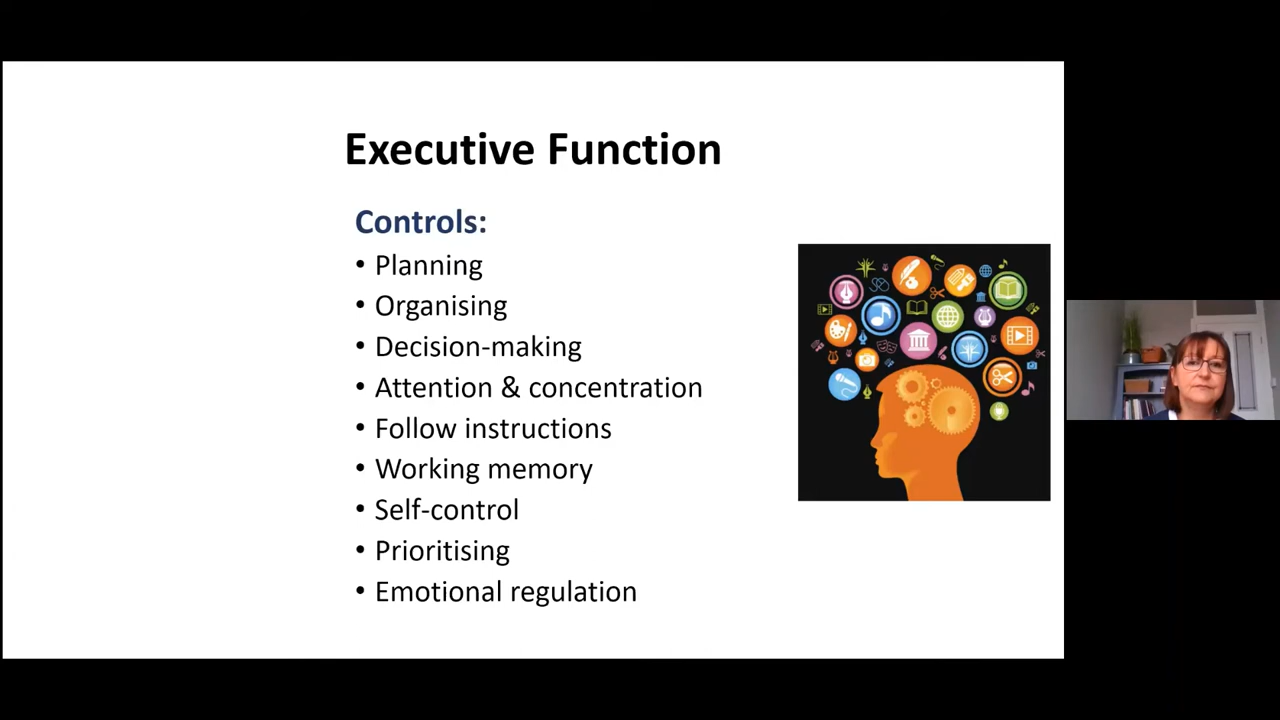 Executive Function
Controls:
• Planning
• Organising
• Decision-making
• Attention & concentration
• Follow instructions
• Working memory
• Self-control
• Prioritising
• Emotional regulation